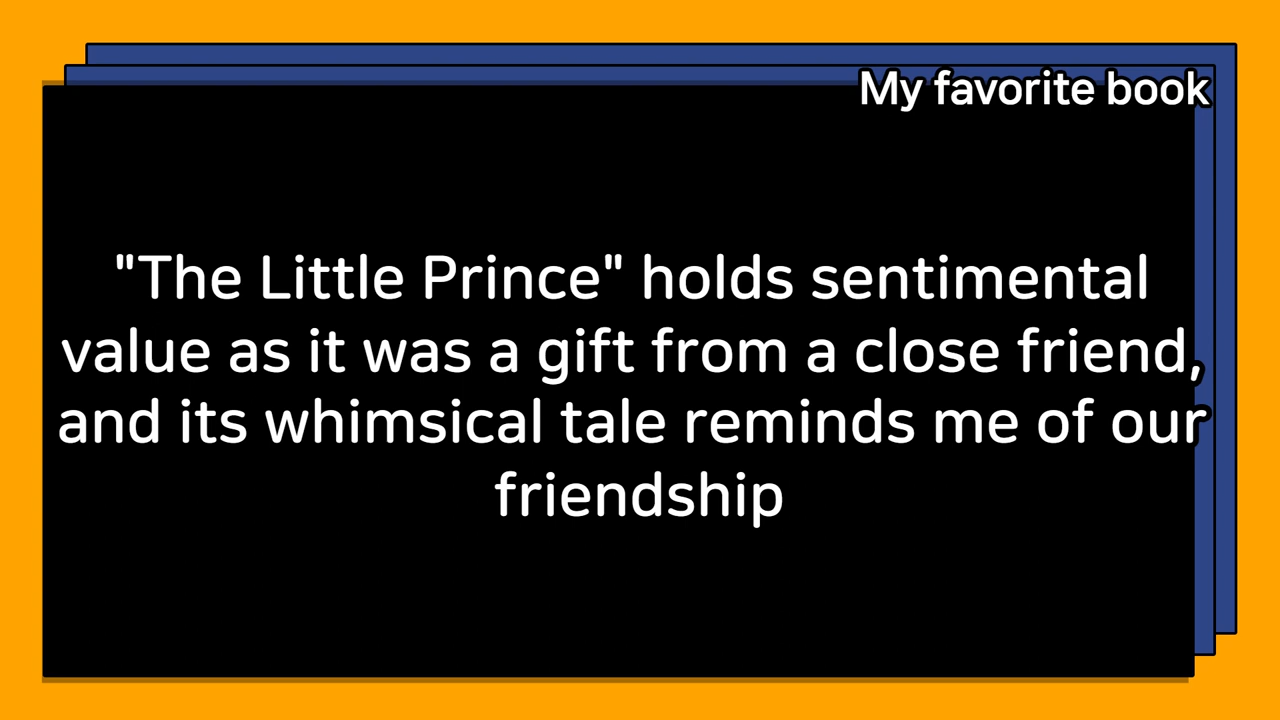 My favorite book
"The Little Prince" holds sentimental
value as it was a gift from a close friend,
and its whimsical tale reminds me of our
friendship